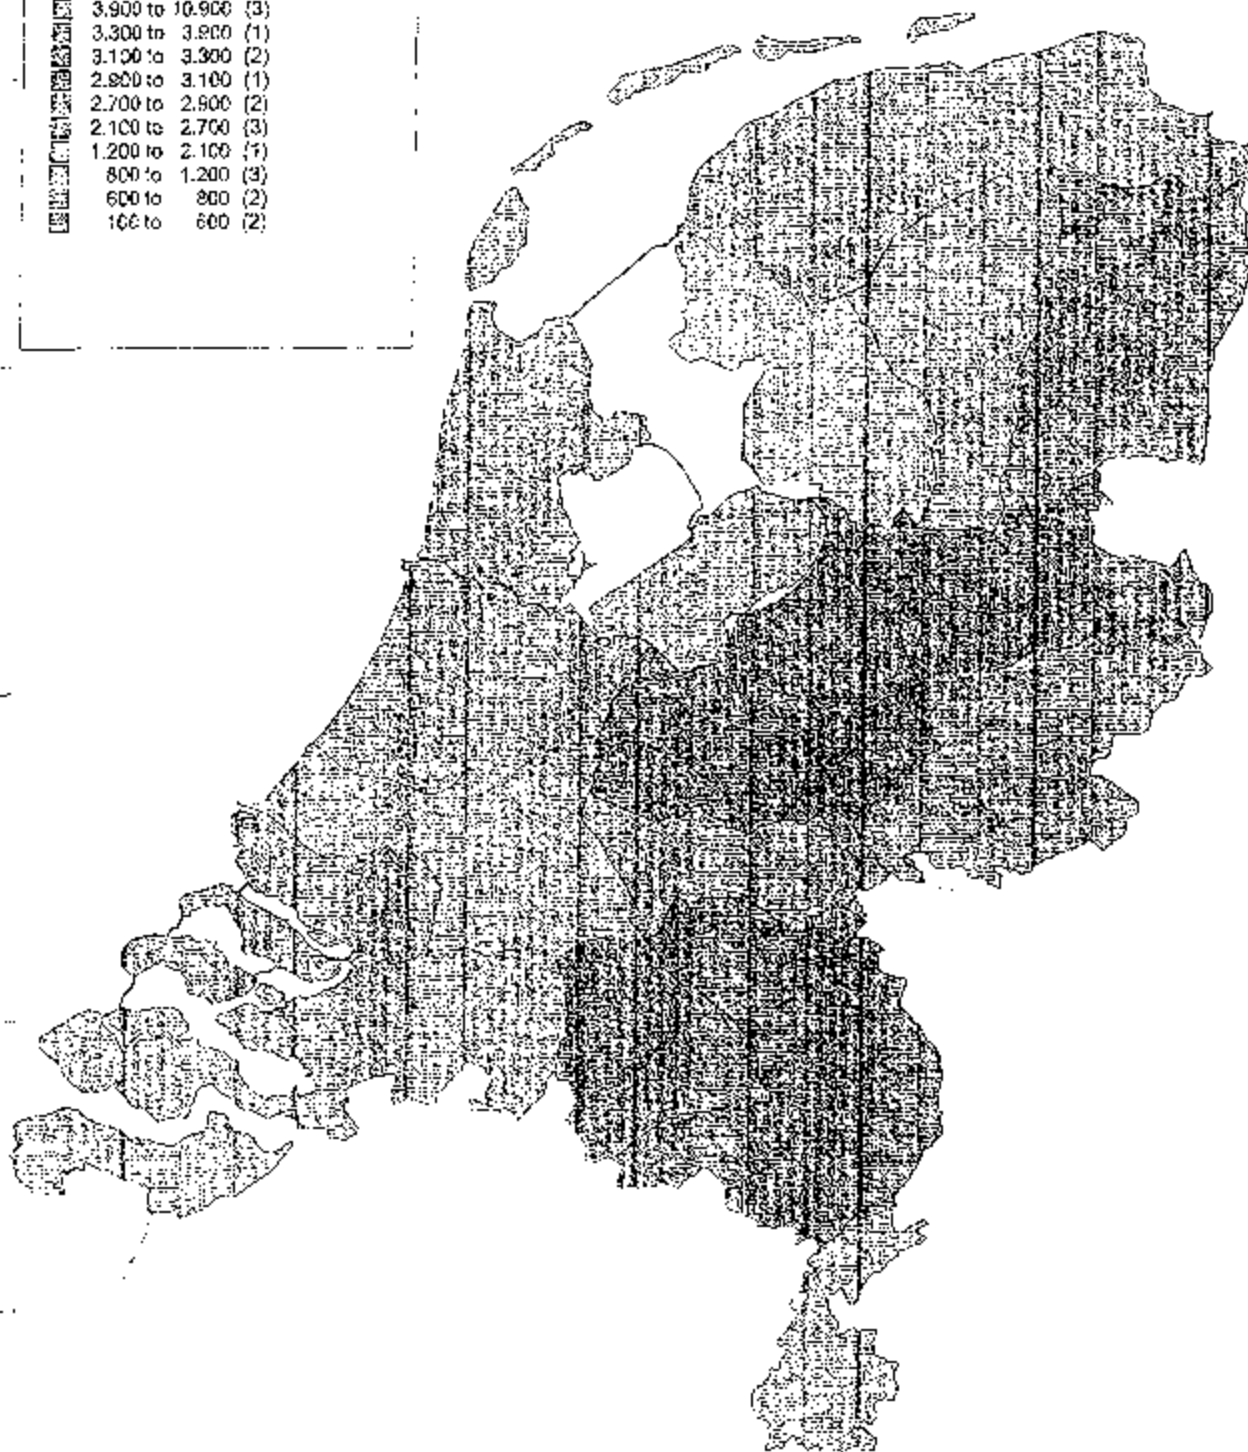 3.900 to 10.900 (3)
3.300 to 3.900 (1)
3.100 to 3.300 (2)
2.900 to 3.100 (1)
2.700 to 2.900 (2)
2.100 to 2.700 (3)
1.200 to 2.100 (1)
800 to 1.200 (3)
600 to 800 (2)
100 to 600 (2)